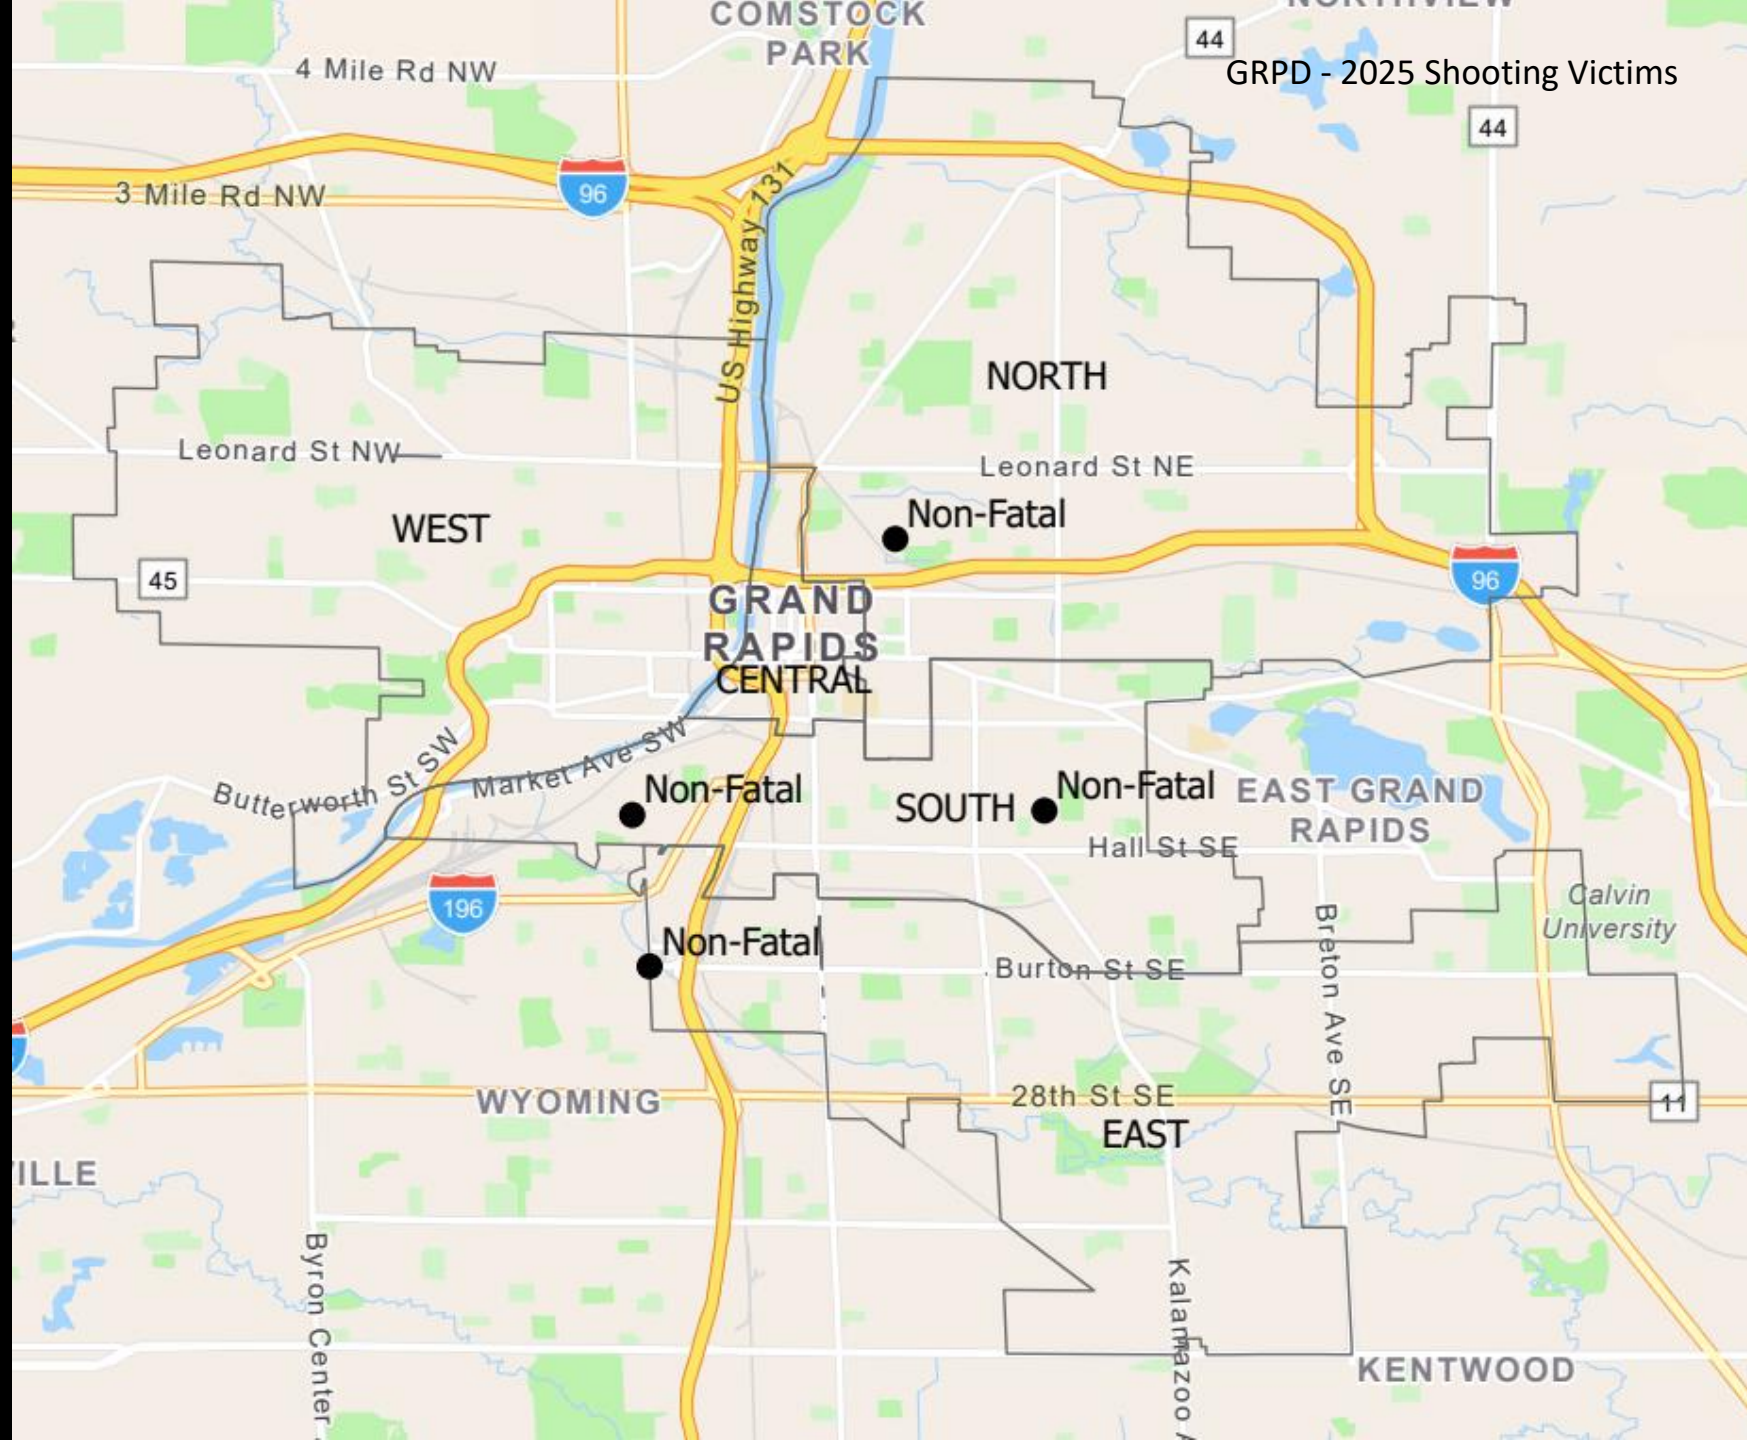 COMSTOCK
PARK
44
GRPD - 2025 Shooting Victims
4 Mile Rd NW
44
3 Mile Rd NW
96
US Highway 131
NORTH
Leonard St NW
Leonard St NE
WEST
Non-Fatal
45
96
GRAND
RAPIDS
CENTRAL
Butterworth St SW
Market Ave SW
Non-Fatal
SOUTH
Non-Fatal
EAST GRAND
RAPIDS
Hall St SE
196
Calvin
University
Non-Fatal
Burton St SE
Breton Ave SE
WYOMING
28th St SE
11
EAST
ILLE
Byron Center
Kalamazoo A
KENTWOOD